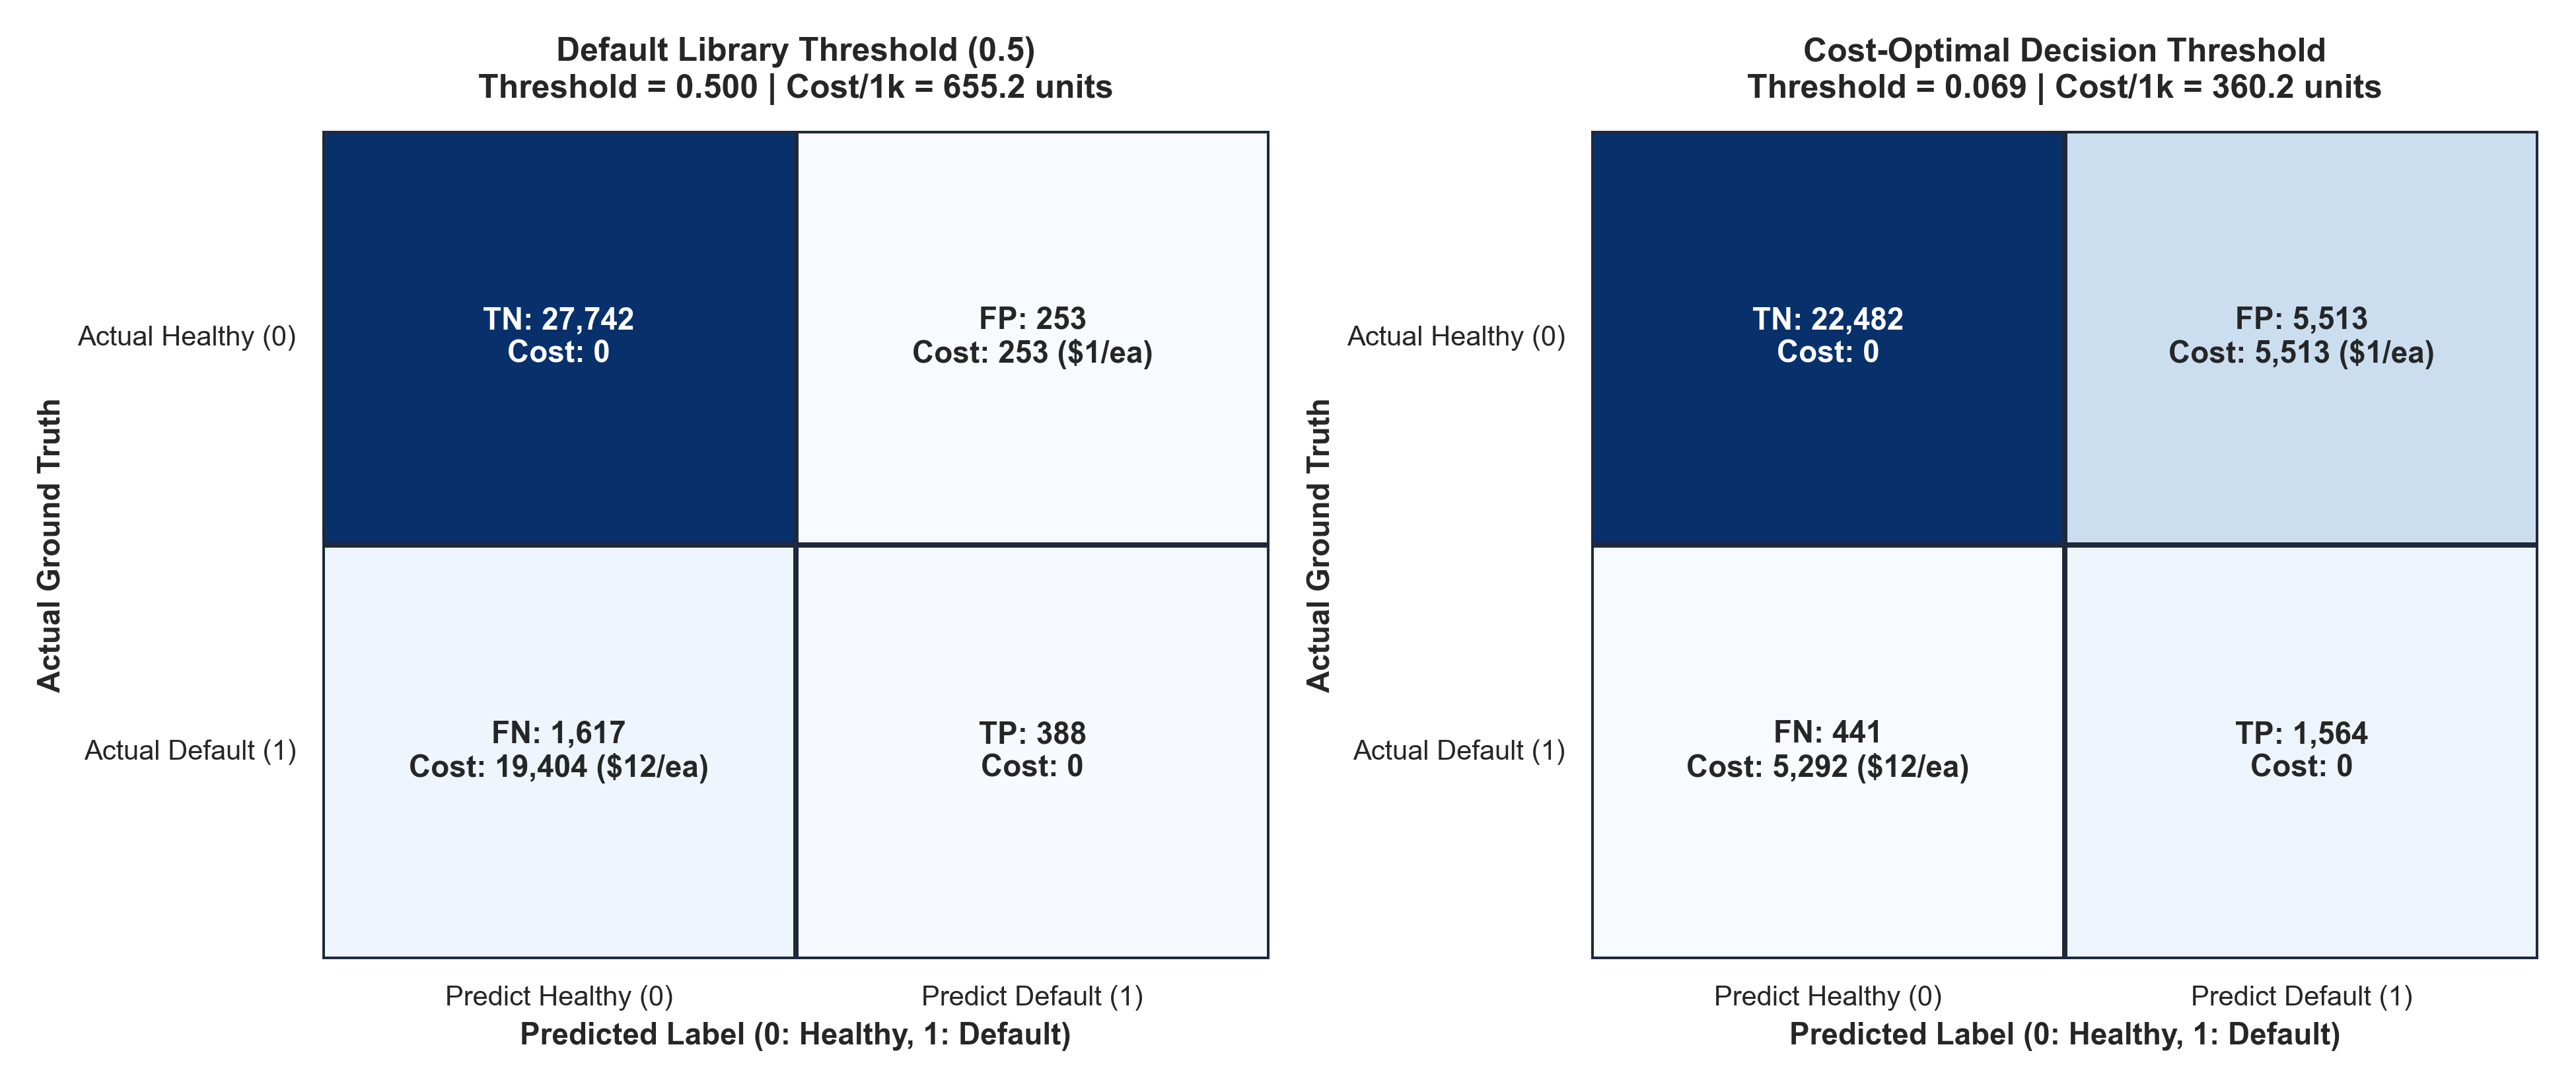 Default Library Threshold (0.5)
Threshold = 0.500 | Cost/1k = 655.2 units
Actual Ground Truth
Actual Healthy (0)
Actual Default (1)
TN: 27,742
Cost: 0
FP: 253
Cost: 253 ($1/ea)
FN: 1,617
Cost: 19,404 ($12/ea)
TP: 388
Cost: 0
Predict Healthy (0)
Predict Default (1)
Predicted Label (0: Healthy, 1: Default)
Cost-Optimal Decision Threshold
Threshold = 0.069 | Cost/1k = 360.2 units
Actual Ground Truth
Actual Healthy (0)
Actual Default (1)
TN: 22,482
Cost: 0
FP: 5,513
Cost: 5,513 ($1/ea)
FN: 441
Cost: 5,292 ($12/ea)
TP: 1,564
Cost: 0
Predict Healthy (0)
Predict Default (1)
Predicted Label (0: Healthy, 1: Default)